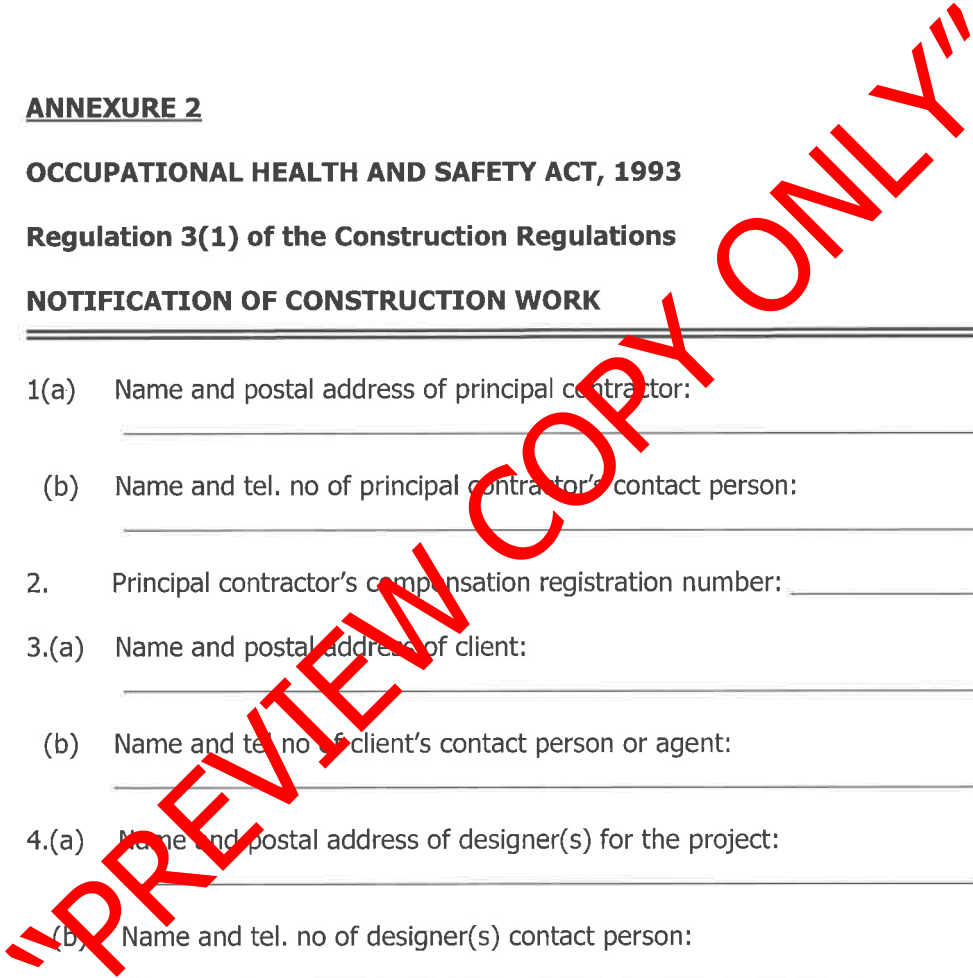 ANNEXURE 2
OCCUPATIONAL HEALTH AND SAFETY ACT, 1993
Regulation 3(1) of the Construction Regulations
NOTIFICATION OF CONSTRUCTION WORK
1(a) Name and postal address of principal contractor:
(b) Name and tel. no of principal contractor's contact person:
2. Principal contractor's compensation registration number:
3.(a) Name and postal address of client:
(b) Name and tel no of client's contact person or agent:
4.(a) Name and postal address of designer(s) for the project:
(b) Name and tel. no of designer(s) contact person:
"PREVIEW COPY ONLY"